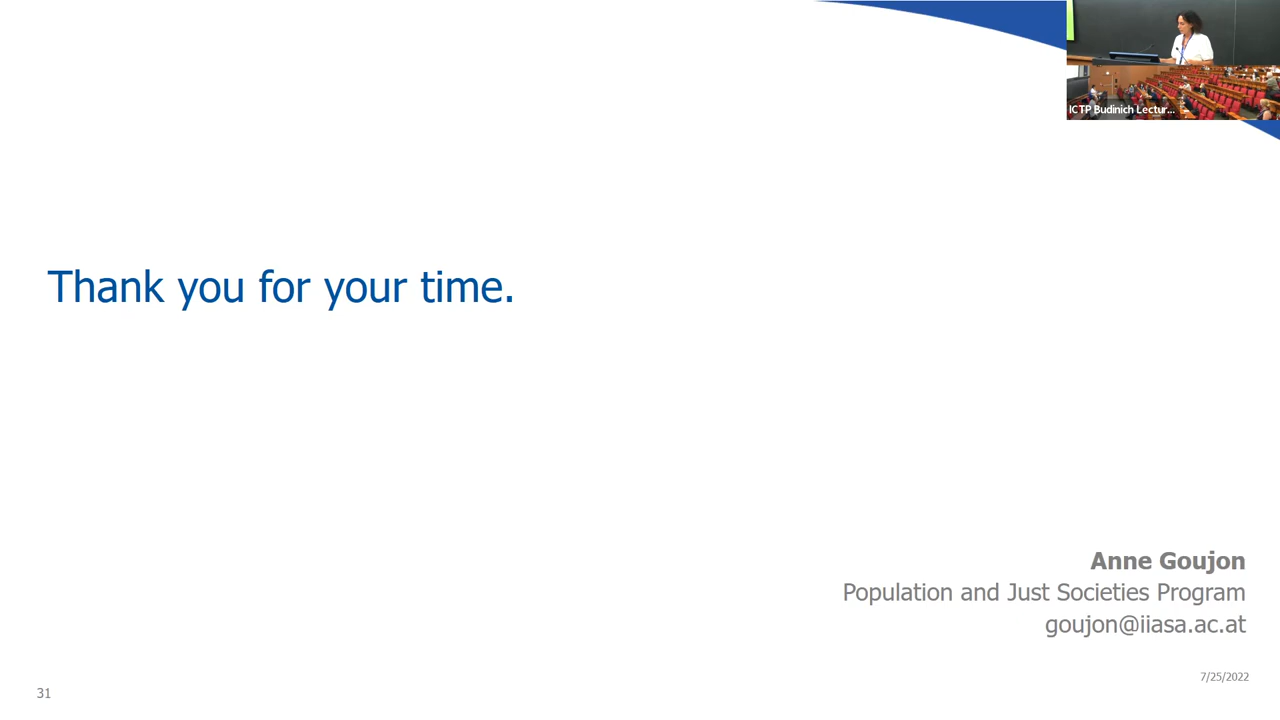 ICTP Budinich Lectur...
Thank you for your time.
Anne Goujon
Population and Just Societies Program
goujon@iiasa.ac.at
7/25/2022
31